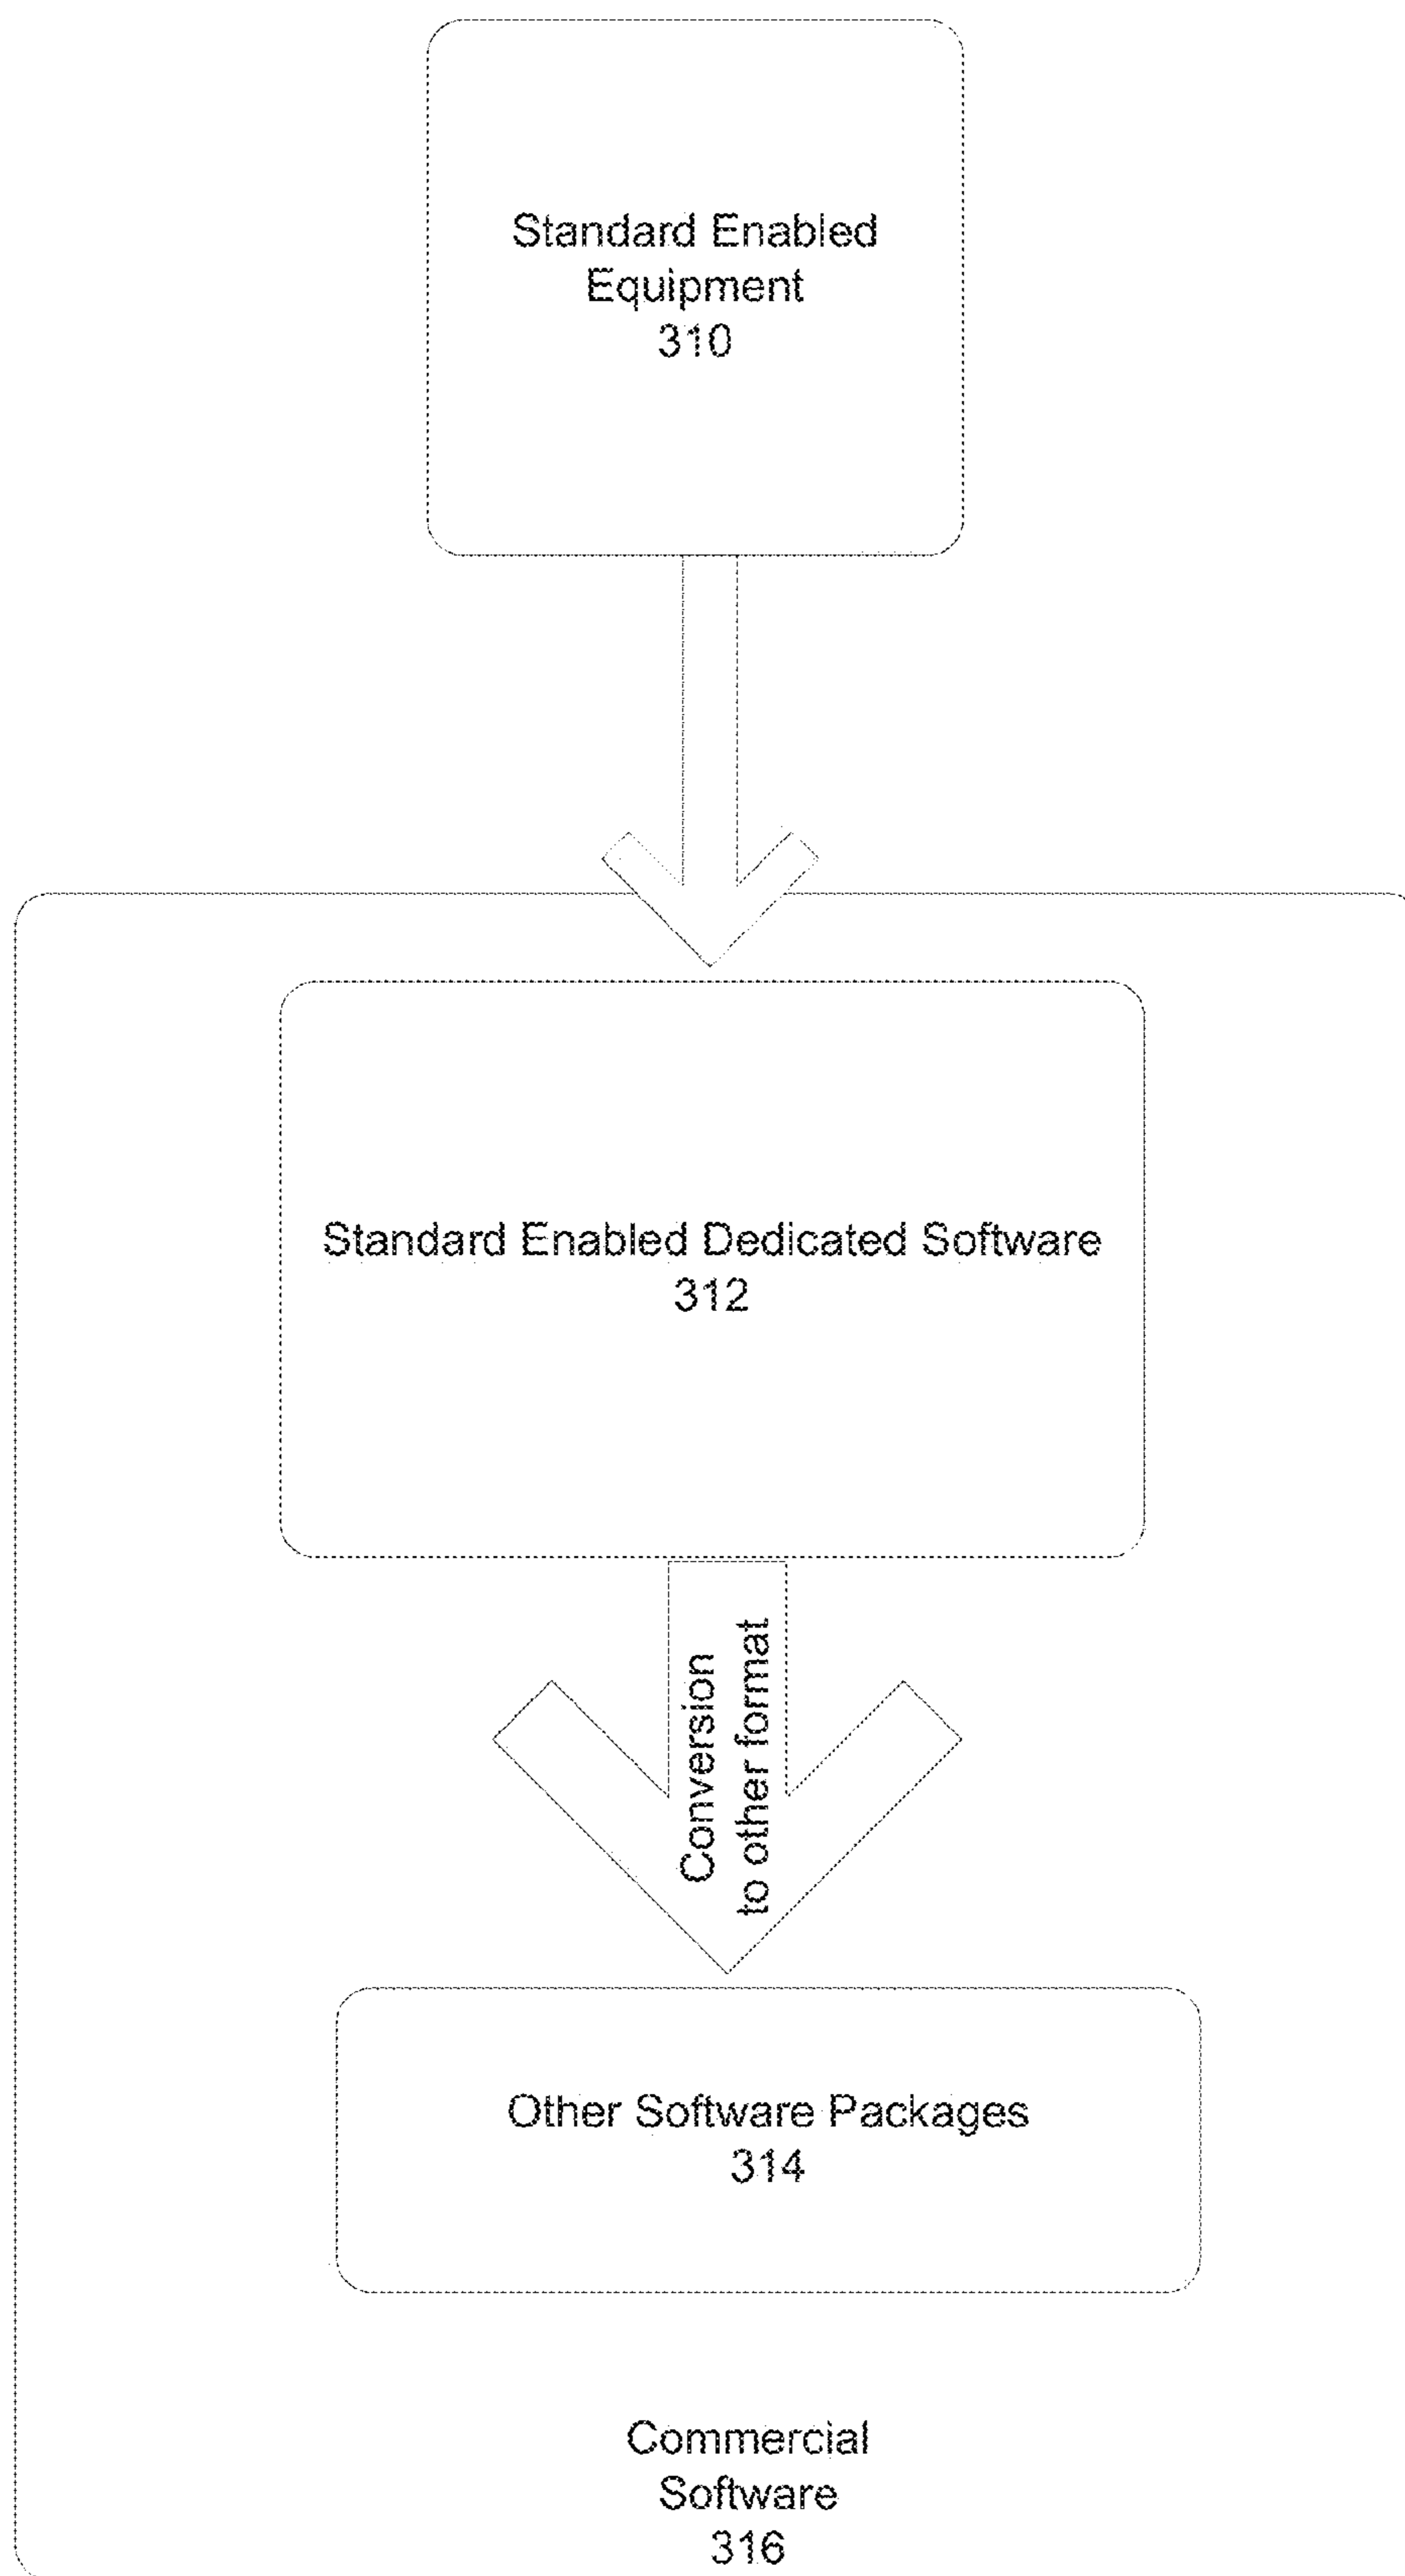 Standard Enabled
Equipment
310
Standard Enabled Dedicated Software
312
Conversion
to other format
Other Software Packages
314
Commercial
Software
316